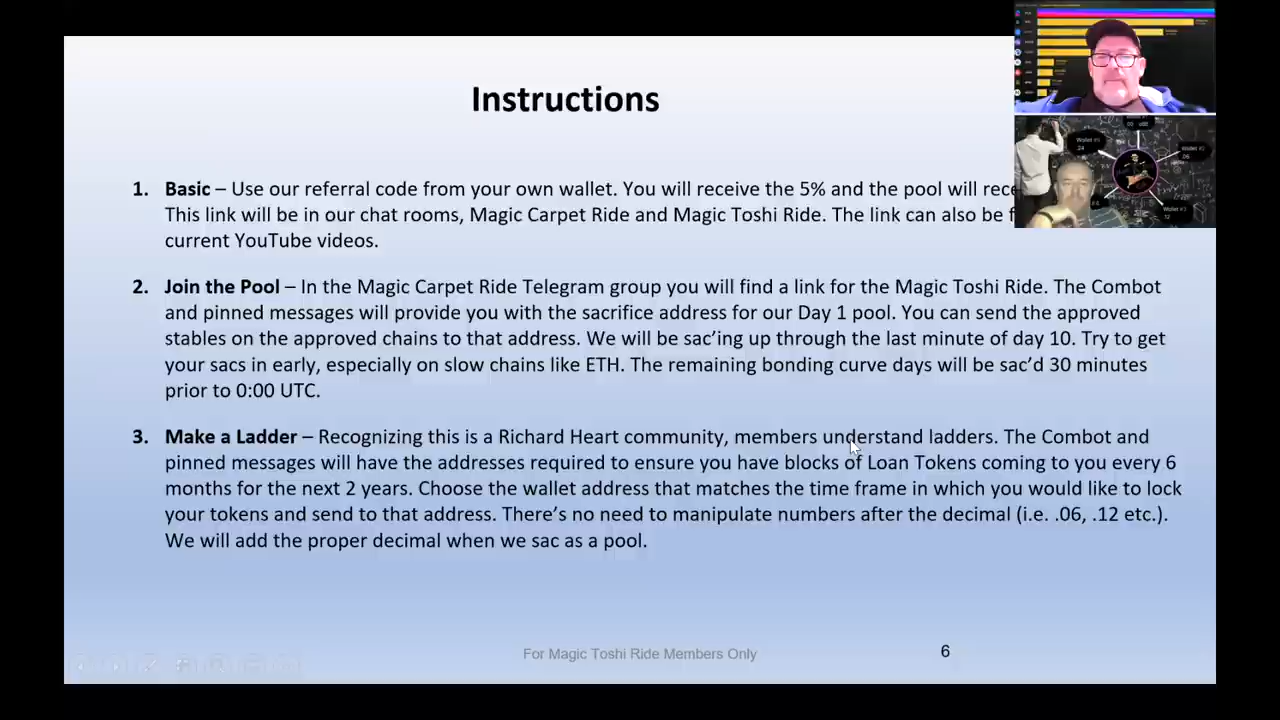 Instructions
1. Basic – Use our referral code from your own wallet. You will receive the 5% and the pool will
This link will be in our chat rooms, Magic Carpet Ride and Magic Toshi Ride. The link can also be
current YouTube videos.
2. Join the Pool – In the Magic Carpet Ride Telegram group you will find a link for the Magic Toshi Ride. The Combot
and pinned messages will provide you with the sacrifice address for our Day 1 pool. You can send the approved
stables on the approved chains to that address. We will be sac’ing up through the last minute of day 10. Try to get
your sacs in early, especially on slow chains like ETH. The remaining bonding curve days will be sac’d 30 minutes
prior to 0:00 UTC.
3. Make a Ladder – Recognizing this is a Richard Heart community, members understand ladders. The Combot and
pinned messages will have the addresses required to ensure you have blocks of Loan Tokens coming to you every 6
months for the next 2 years. Choose the wallet address that matches the time frame in which you would like to lock
your tokens and send to that address. There’s no need to manipulate numbers after the decimal (i.e. .06, .12 etc.).
We will add the proper decimal when we sac as a pool.
For Magic Toshi Ride Members Only
6